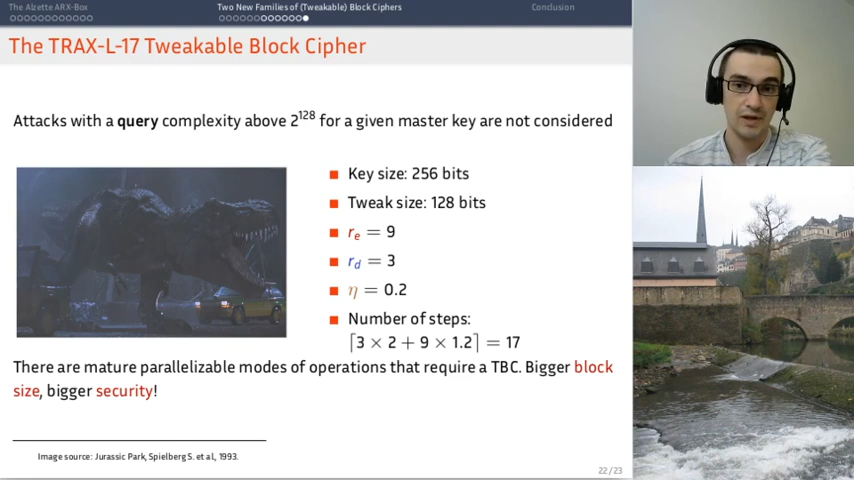 The Alzette ARX-Box
Two New Families of (Tweakable) Block Ciphers
Conclusion
The TRAX-L-17 Tweakable Block Cipher
Attacks with a query complexity above 2^128 for a given master key are not considered
Key size: 256 bits
Tweak size: 128 bits
r_e = 9
r_d = 3
η = 0.2
Number of steps:
⌈3 × 2 + 9 × 1.2⌉ = 17
There are mature parallelizable modes of operations that require a TBC. Bigger block
size, bigger security!
Image source: Jurassic Park, Spielberg S. et al, 1993.
22/23